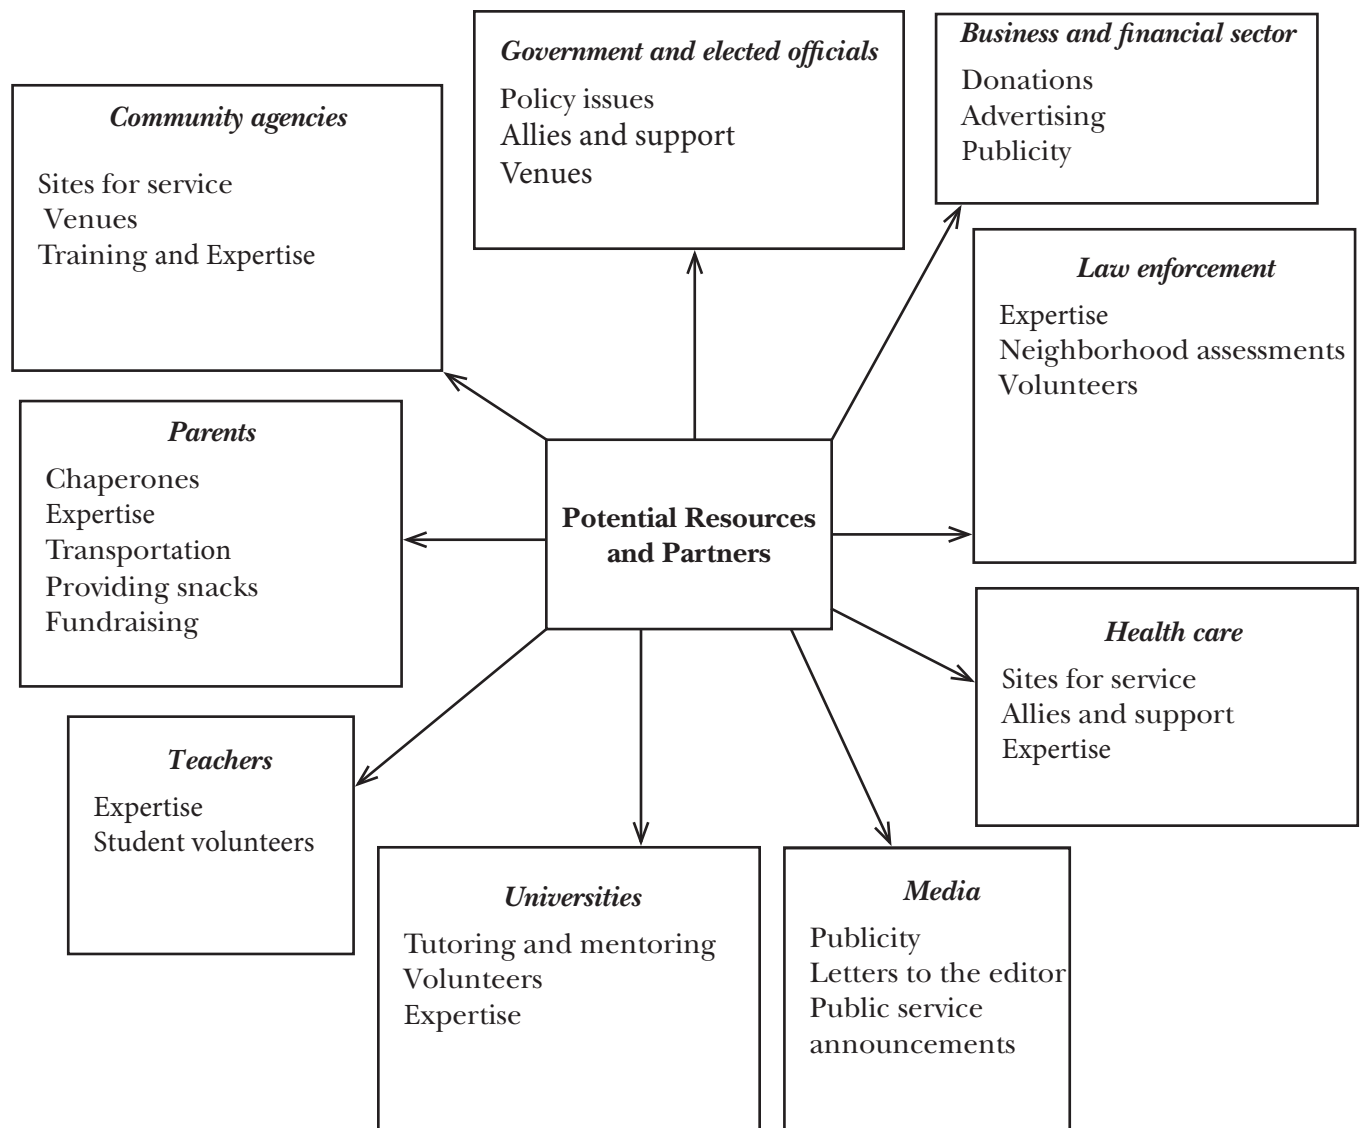 Government and elected officials
Policy issues
Allies and support
Venues
Business and financial sector
Donations
Advertising
Publicity
Community agencies
Sites for service
Venues
Training and Expertise
Law enforcement
Expertise
Neighborhood assessments
Volunteers
Parents
Chaperones
Expertise
Transportation
Providing snacks
Fundraising
Potential Resources
and Partners
Health care
Sites for service
Allies and support
Expertise
Teachers
Expertise
Student volunteers
Universities
Tutoring and mentoring
Volunteers
Expertise
Media
Publicity
Letters to the editor
Public service
announcements